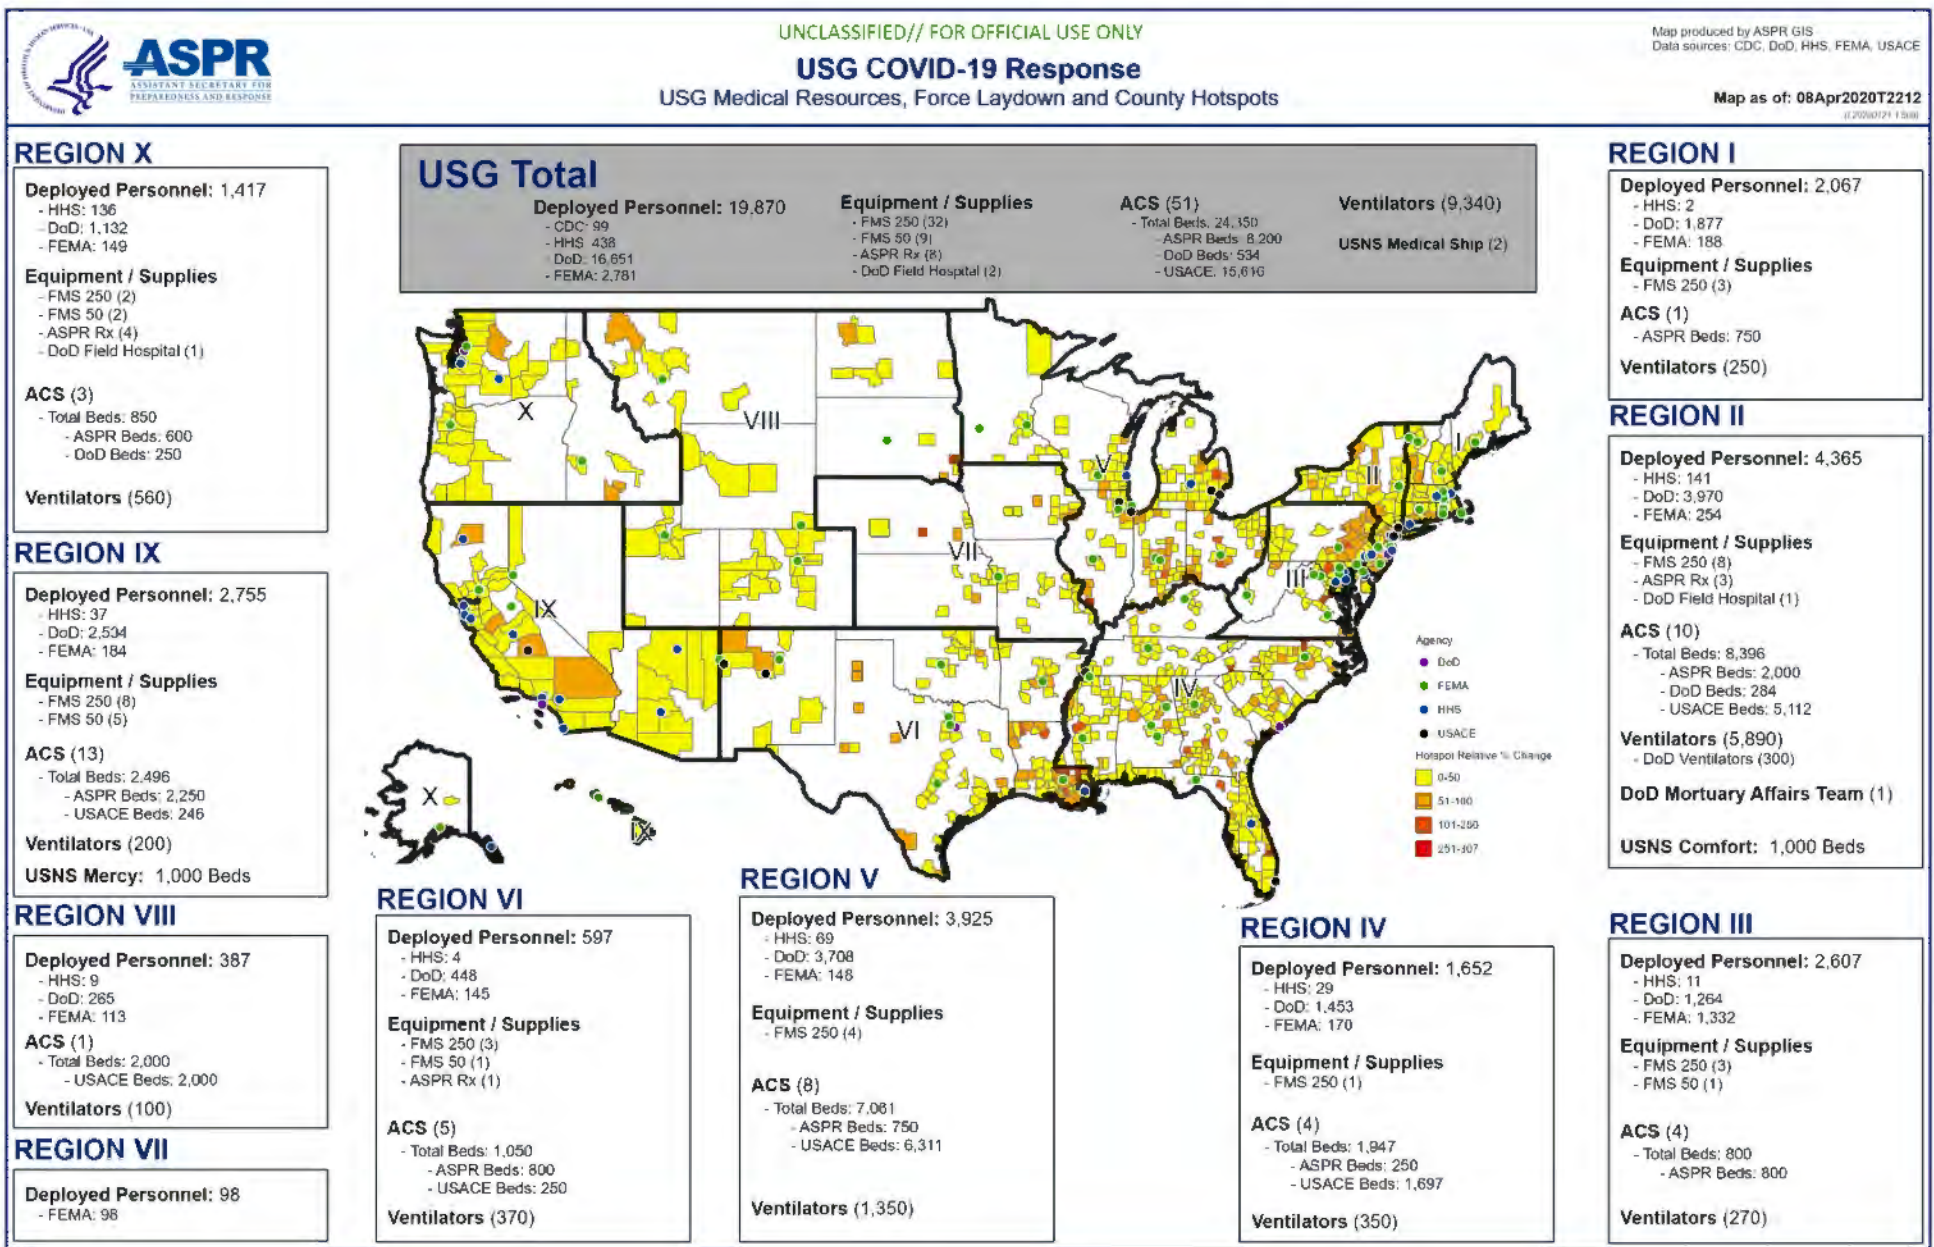 UNCLASSIFIED// FOR OFFICIAL USE ONLY
USG COVID-19 Response
USG Medical Resources, Force Laydown and County Hotspots
ASPR
ASSISTANT SECRETARY FOR
PREPAREDNESS AND RESPONSE
Map produced by ASPR GIS
Data sources: CDC, DoD, HHS, FEMA, USACE
Map as of: 08Apr2020T2212
USG Total
Deployed Personnel: 19,870
- CDC: 99
- HHS: 438
- DoD: 16,651
- FEMA: 2,781
Equipment / Supplies
- FMS 250 (32)
- FMS 50 (9)
- ASPR Rx (8)
- DoD Field Hospital (2)
ACS (51)
- Total Beds: 24,350
- ASPR Beds: 8,200
- DoD Beds: 534
- USACE: 15,616
Ventilators (9,340)
USNS Medical Ship (2)
REGION X
Deployed Personnel: 1,417
- HHS: 136
- DoD: 1,132
- FEMA: 149
Equipment / Supplies
- FMS 250 (2)
- FMS 50 (2)
- ASPR Rx (4)
- DoD Field Hospital (1)
ACS (3)
- Total Beds: 850
- ASPR Beds: 600
- DoD Beds: 250
Ventilators (560)
REGION IX
Deployed Personnel: 2,755
- HHS: 37
- DoD: 2,534
- FEMA: 184
Equipment / Supplies
- FMS 250 (8)
- FMS 50 (5)
ACS (13)
- Total Beds: 2,496
- ASPR Beds: 2,250
- USACE Beds: 246
Ventilators (200)
USNS Mercy: 1,000 Beds
REGION VIII
Deployed Personnel: 387
- HHS: 9
- DoD: 265
- FEMA: 113
ACS (1)
- Total Beds: 2,000
- USACE Beds: 2,000
Ventilators (100)
REGION VII
Deployed Personnel: 98
- FEMA: 98
REGION VI
Deployed Personnel: 597
- HHS: 4
- DoD: 448
- FEMA: 145
Equipment / Supplies
- FMS 250 (3)
- FMS 50 (1)
- ASPR Rx (1)
ACS (5)
- Total Beds: 1,050
- ASPR Beds: 800
- USACE Beds: 250
Ventilators (370)
REGION V
Deployed Personnel: 3,925
- HHS: 69
- DoD: 3,708
- FEMA: 148
Equipment / Supplies
- FMS 250 (4)
ACS (8)
- Total Beds: 7,061
- ASPR Beds: 750
- USACE Beds: 6,311
Ventilators (1,350)
REGION IV
Deployed Personnel: 1,652
- HHS: 29
- DoD: 1,453
- FEMA: 170
Equipment / Supplies
- FMS 250 (1)
ACS (4)
- Total Beds: 1,947
- ASPR Beds: 250
- USACE Beds: 1,697
Ventilators (350)
REGION I
Deployed Personnel: 2,067
- HHS: 2
- DoD: 1,877
- FEMA: 188
Equipment / Supplies
- FMS 250 (3)
ACS (1)
- ASPR Beds: 750
Ventilators (250)
REGION II
Deployed Personnel: 4,365
- HHS: 141
- DoD: 3,970
- FEMA: 254
Equipment / Supplies
- FMS 250 (8)
- ASPR Rx (3)
- DoD Field Hospital (1)
ACS (10)
- Total Beds: 8,396
- ASPR Beds: 2,000
- DoD Beds: 284
- USACE Beds: 5,112
Ventilators (5,890)
- DoD Ventilators (300)
DoD Mortuary Affairs Team (1)
USNS Comfort: 1,000 Beds
REGION III
Deployed Personnel: 2,607
- HHS: 11
- DoD: 1,264
- FEMA: 1,332
Equipment / Supplies
- FMS 250 (3)
- FMS 50 (1)
ACS (4)
- Total Beds: 800
- ASPR Beds: 800
Ventilators (270)
X
VIII
V
I
II
VII
III
IX
IV
VI
X
IX
Agency
DoD
FEMA
HHS
USACE
Hotspot Relative % Change
0-50
51-100
101-250
251-307